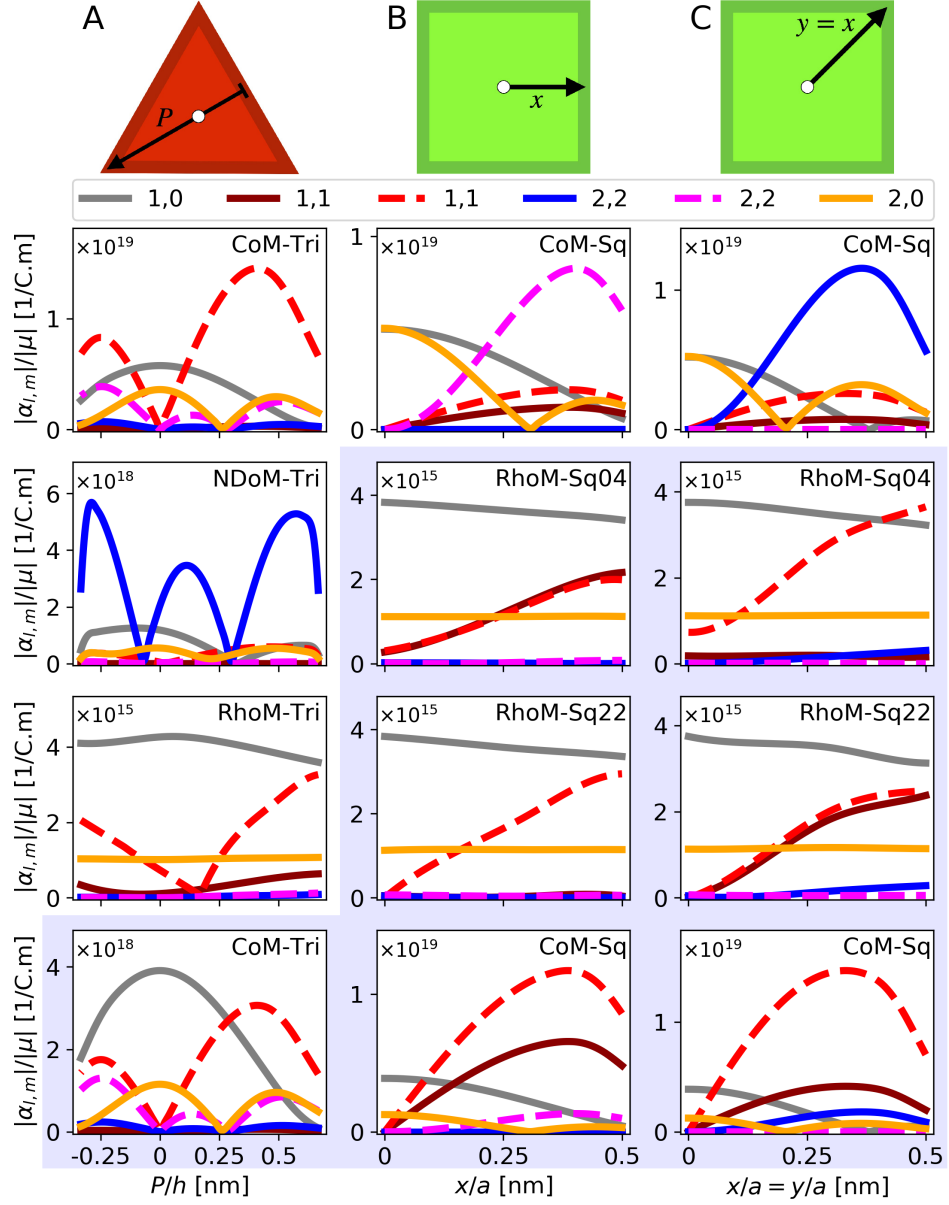 A B C
P x y = x
1,0 1,1 1,1 2,2 2,2 2,0
×10¹⁹ CoM-Tri ×10¹⁹ CoM-Sq ×10¹⁹ CoM-Sq
|α_{l,m}|/|μ| [1/C.m]
1 0
1 0
1 0
×10¹⁸ NDoM-Tri ×10¹⁵ RhoM-Sq04 ×10¹⁵ RhoM-Sq04
|α_{l,m}|/|μ| [1/C.m]
6 4 2 0
4 2 0
4 2 0
×10¹⁵ RhoM-Tri ×10¹⁵ RhoM-Sq22 ×10¹⁵ RhoM-Sq22
|α_{l,m}|/|μ| [1/C.m]
4 2 0
4 2 0
4 2 0
×10¹⁸ CoM-Tri ×10¹⁹ CoM-Sq ×10¹⁹ CoM-Sq
|α_{l,m}|/|μ| [1/C.m]
4 2 0
1 0
1 0
-0.25 0 0.25 0.5 0 0.25 0.5 0 0.25 0.5
P/h [nm] x/a [nm] x/a = y/a [nm]